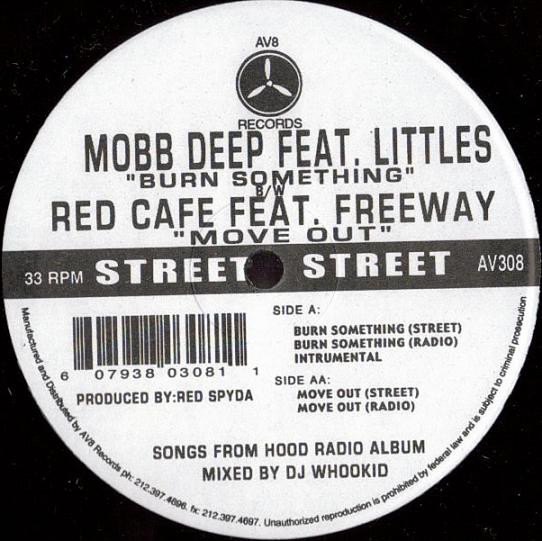 AV8
RECORDS
MOBB DEEP FEAT. LITTLES
"BURN SOMETHING"
B/W
RED CAFE FEAT. FREEWAY
"MOVE OUT"
33 RPM STREET STREET AV308
SIDE A:
BURN SOMETHING (STREET)
BURN SOMETHING (RADIO)
INTRUMENTAL
6 07938 03081 1
SIDE AA:
PRODUCED BY:RED SPYDA
MOVE OUT (STREET)
MOVE OUT (RADIO)
SONGS FROM HOOD RADIO ALBUM
MIXED BY DJ WHOOKID
Manufactured and Distributed by AV8 Records ph: 212.397.4696. fx: 212.397.4697. Unauthorized reproduction is prohibited by federal law and is subject to criminal prosecution